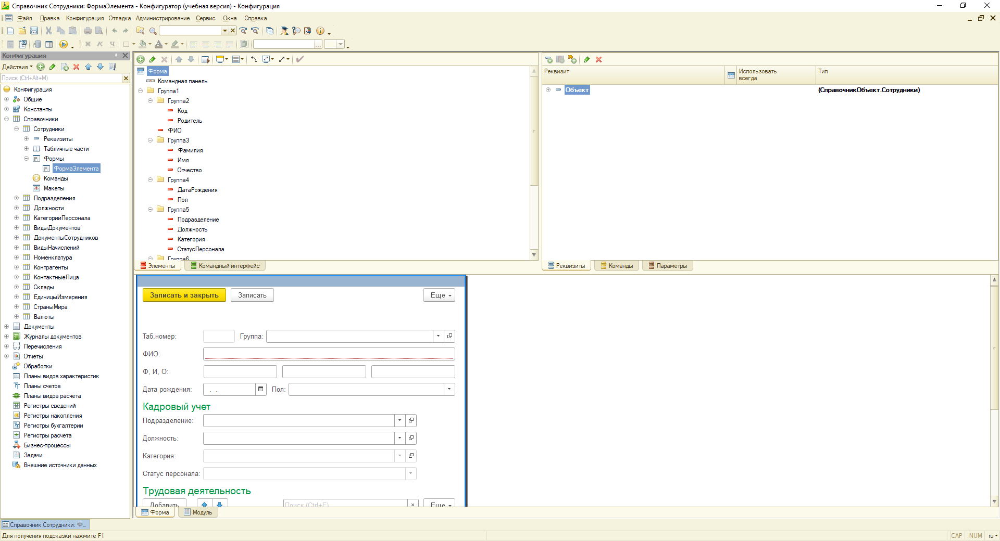 Справочник Сотрудники: ФормаЭлемента - Конфигуратор (учебная версия) - Конфигурация
Файл Правка Конфигурация Отладка Администрирование Сервис Окна Справка
Ж К Ч
Конфигурация
Действия
Поиск (Ctrl+Alt+M)
Конфигурация
Общие
Константы
Справочники
Сотрудники
Реквизиты
Табличные части
Формы
ФормаЭлемента
Команды
Макеты
Подразделения
Должности
КатегорииПерсонала
ВидыДокументов
ДокументыСотрудников
ВидыНачислений
Номенклатура
Контрагенты
КонтактныеЛица
Склады
ЕдиницыИзмерения
СтраныМира
Валюты
Документы
Журналы документов
Перечисления
Отчеты
Обработки
Планы видов характеристик
Планы счетов
Планы видов расчета
Регистры сведений
Регистры накопления
Регистры бухгалтерии
Регистры расчета
Бизнес-процессы
Задачи
Внешние источники данных
Форма
Командная панель
Группа1
Группа2
Код
Родитель
ФИО
Группа3
Фамилия
Имя
Отчество
Группа4
ДатаРождения
Пол
Группа5
Подразделение
Должность
Категория
СтатусПерсонала
Группа6
Элементы Командный интерфейс
Реквизит Использовать всегда Тип
Объект (СправочникОбъект.Сотрудники)
Реквизиты Команды Параметры
Записать и закрыть Записать Еще
Таб.номер: Группа:
ФИО:
Ф, И, О:
Дата рождения: . . Пол:
Кадровый учет
Подразделение:
Должность:
Категория:
Статус персонала:
Трудовая деятельность
Добавить Поиск (Ctrl+F) × Еще
Форма Модуль
Справочник Сотрудники: Ф...
Для получения подсказки нажмите F1
CAP NUM ru